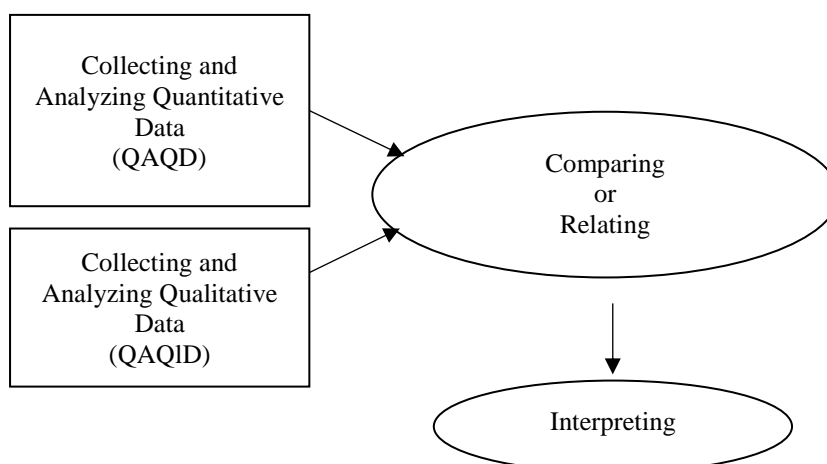 Collecting and
Analyzing Quantitative
Data
(QAQD)
Comparing
or
Relating
Collecting and
Analyzing Qualitative
Data
(QAQlD)
Interpreting